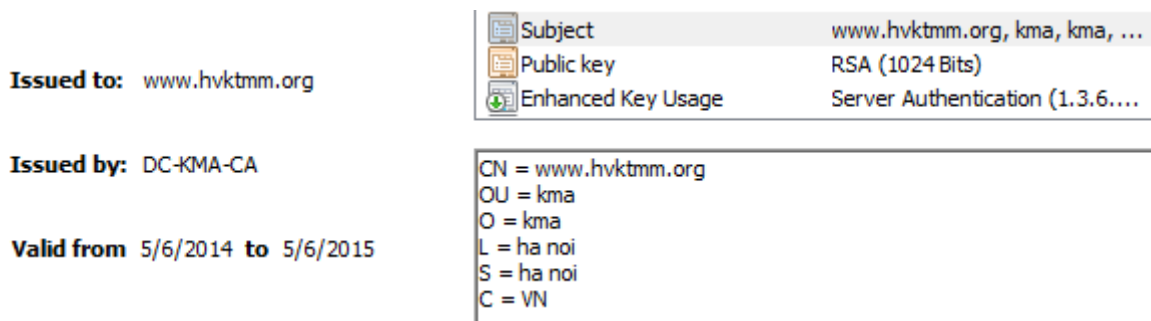 Issued to: www.hvktmm.org
Issued by: DC-KMA-CA
Valid from 5/6/2014 to 5/6/2015
Subject www.hvktmm.org, kma, kma, ...
Public key RSA (1024 Bits)
Enhanced Key Usage Server Authentication (1.3.6....
CN = www.hvktmm.org
OU = kma
O = kma
L = ha noi
S = ha noi
C = VN